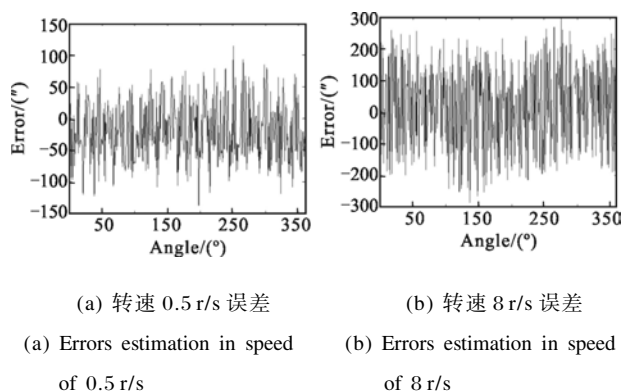 150
100
50
0
−50
−100
−150
Error/(″)
50
150
250
350
Angle/(°)
300
200
100
0
−100
−200
−300
Error/(″)
50
150
250
350
Angle/(°)
(a) 转速 0.5 r/s 误差
(a) Errors estimation in speed
of 0.5 r/s
(b) 转速 8 r/s 误差
(b) Errors estimation in speed
of 8 r/s